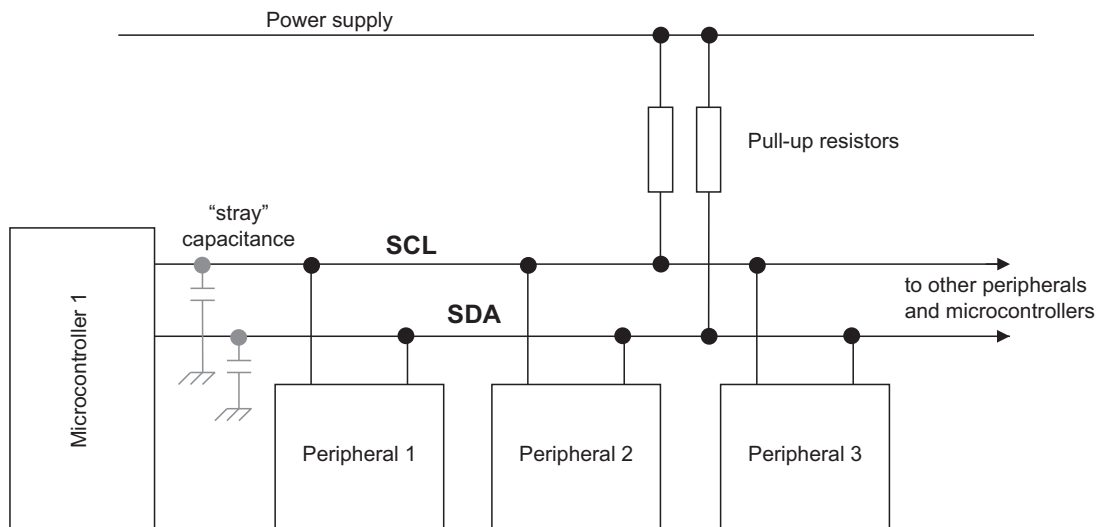 Power supply
Pull-up resistors
“stray”
capacitance
SCL
to other peripherals
and microcontrollers
SDA
Microcontroller 1
Peripheral 1
Peripheral 2
Peripheral 3